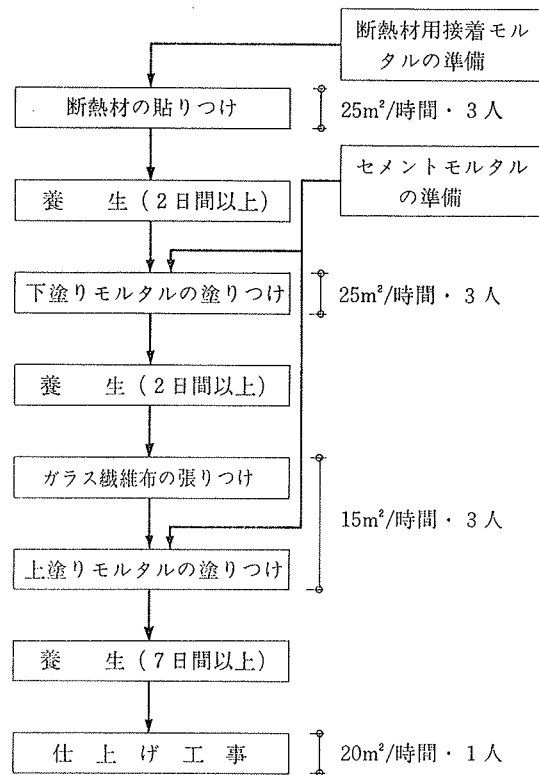 断熱材用接着モル
タルの準備
断熱材の貼りつけ
25m²/時間・3人
セメントモルタル
の準備
養 生(2日間以上)
下塗りモルタルの塗りつけ
25m²/時間・3人
養 生(2日間以上)
ガラス繊維布の張りつけ
15m²/時間・3人
上塗りモルタルの塗りつけ
養 生(7日間以上)
仕上げ工事
20m²/時間・1人